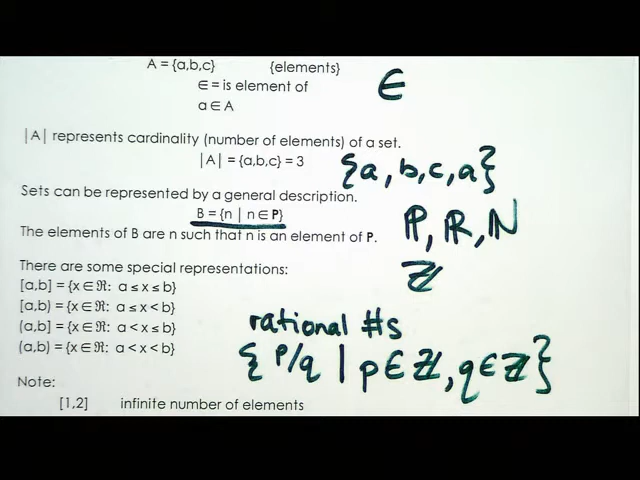 A = {a,b,c} {elements}
∈ = is element of
∈
a ∈ A
|A| represents cardinality (number of elements) of a set.
|A| = {a,b,c} = 3
{a, b, c, a}
Sets can be represented by a general description.
B = {n | n ∈ P}
ℙ, ℝ, ℕ
The elements of B are n such that n is an element of P.
ℤ
There are some special representations:
[a,b] = {x ∈ ℜ: a ≤ x ≤ b}
[a,b) = {x ∈ ℜ: a ≤ x < b}
rational #s
(a,b] = {x ∈ ℜ: a < x ≤ b}
(a,b) = {x ∈ ℜ: a < x < b}
{ P/q | p ∈ ℤ, q ∈ ℤ }
Note:
[1,2] infinite number of elements